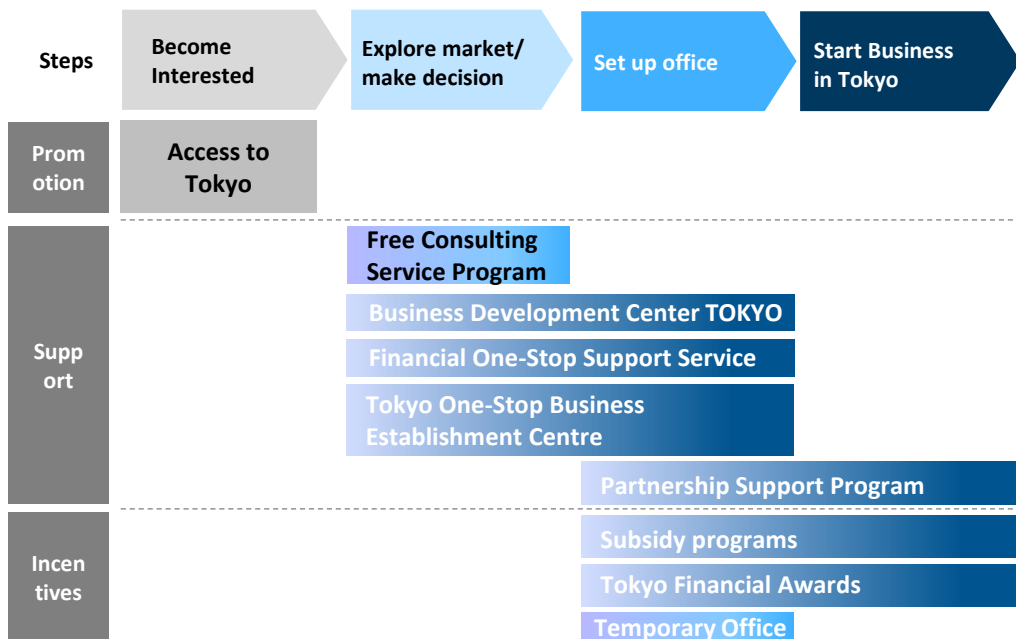 Steps
Become
Interested
Explore market/
make decision
Set up office
Start Business
in Tokyo
Prom
otion
Access to
Tokyo
Supp
ort
Free Consulting
Service Program
Business Development Center TOKYO
Financial One-Stop Support Service
Tokyo One-Stop Business
Establishment Centre
Partnership Support Program
Incen
tives
Subsidy programs
Tokyo Financial Awards
Temporary Office